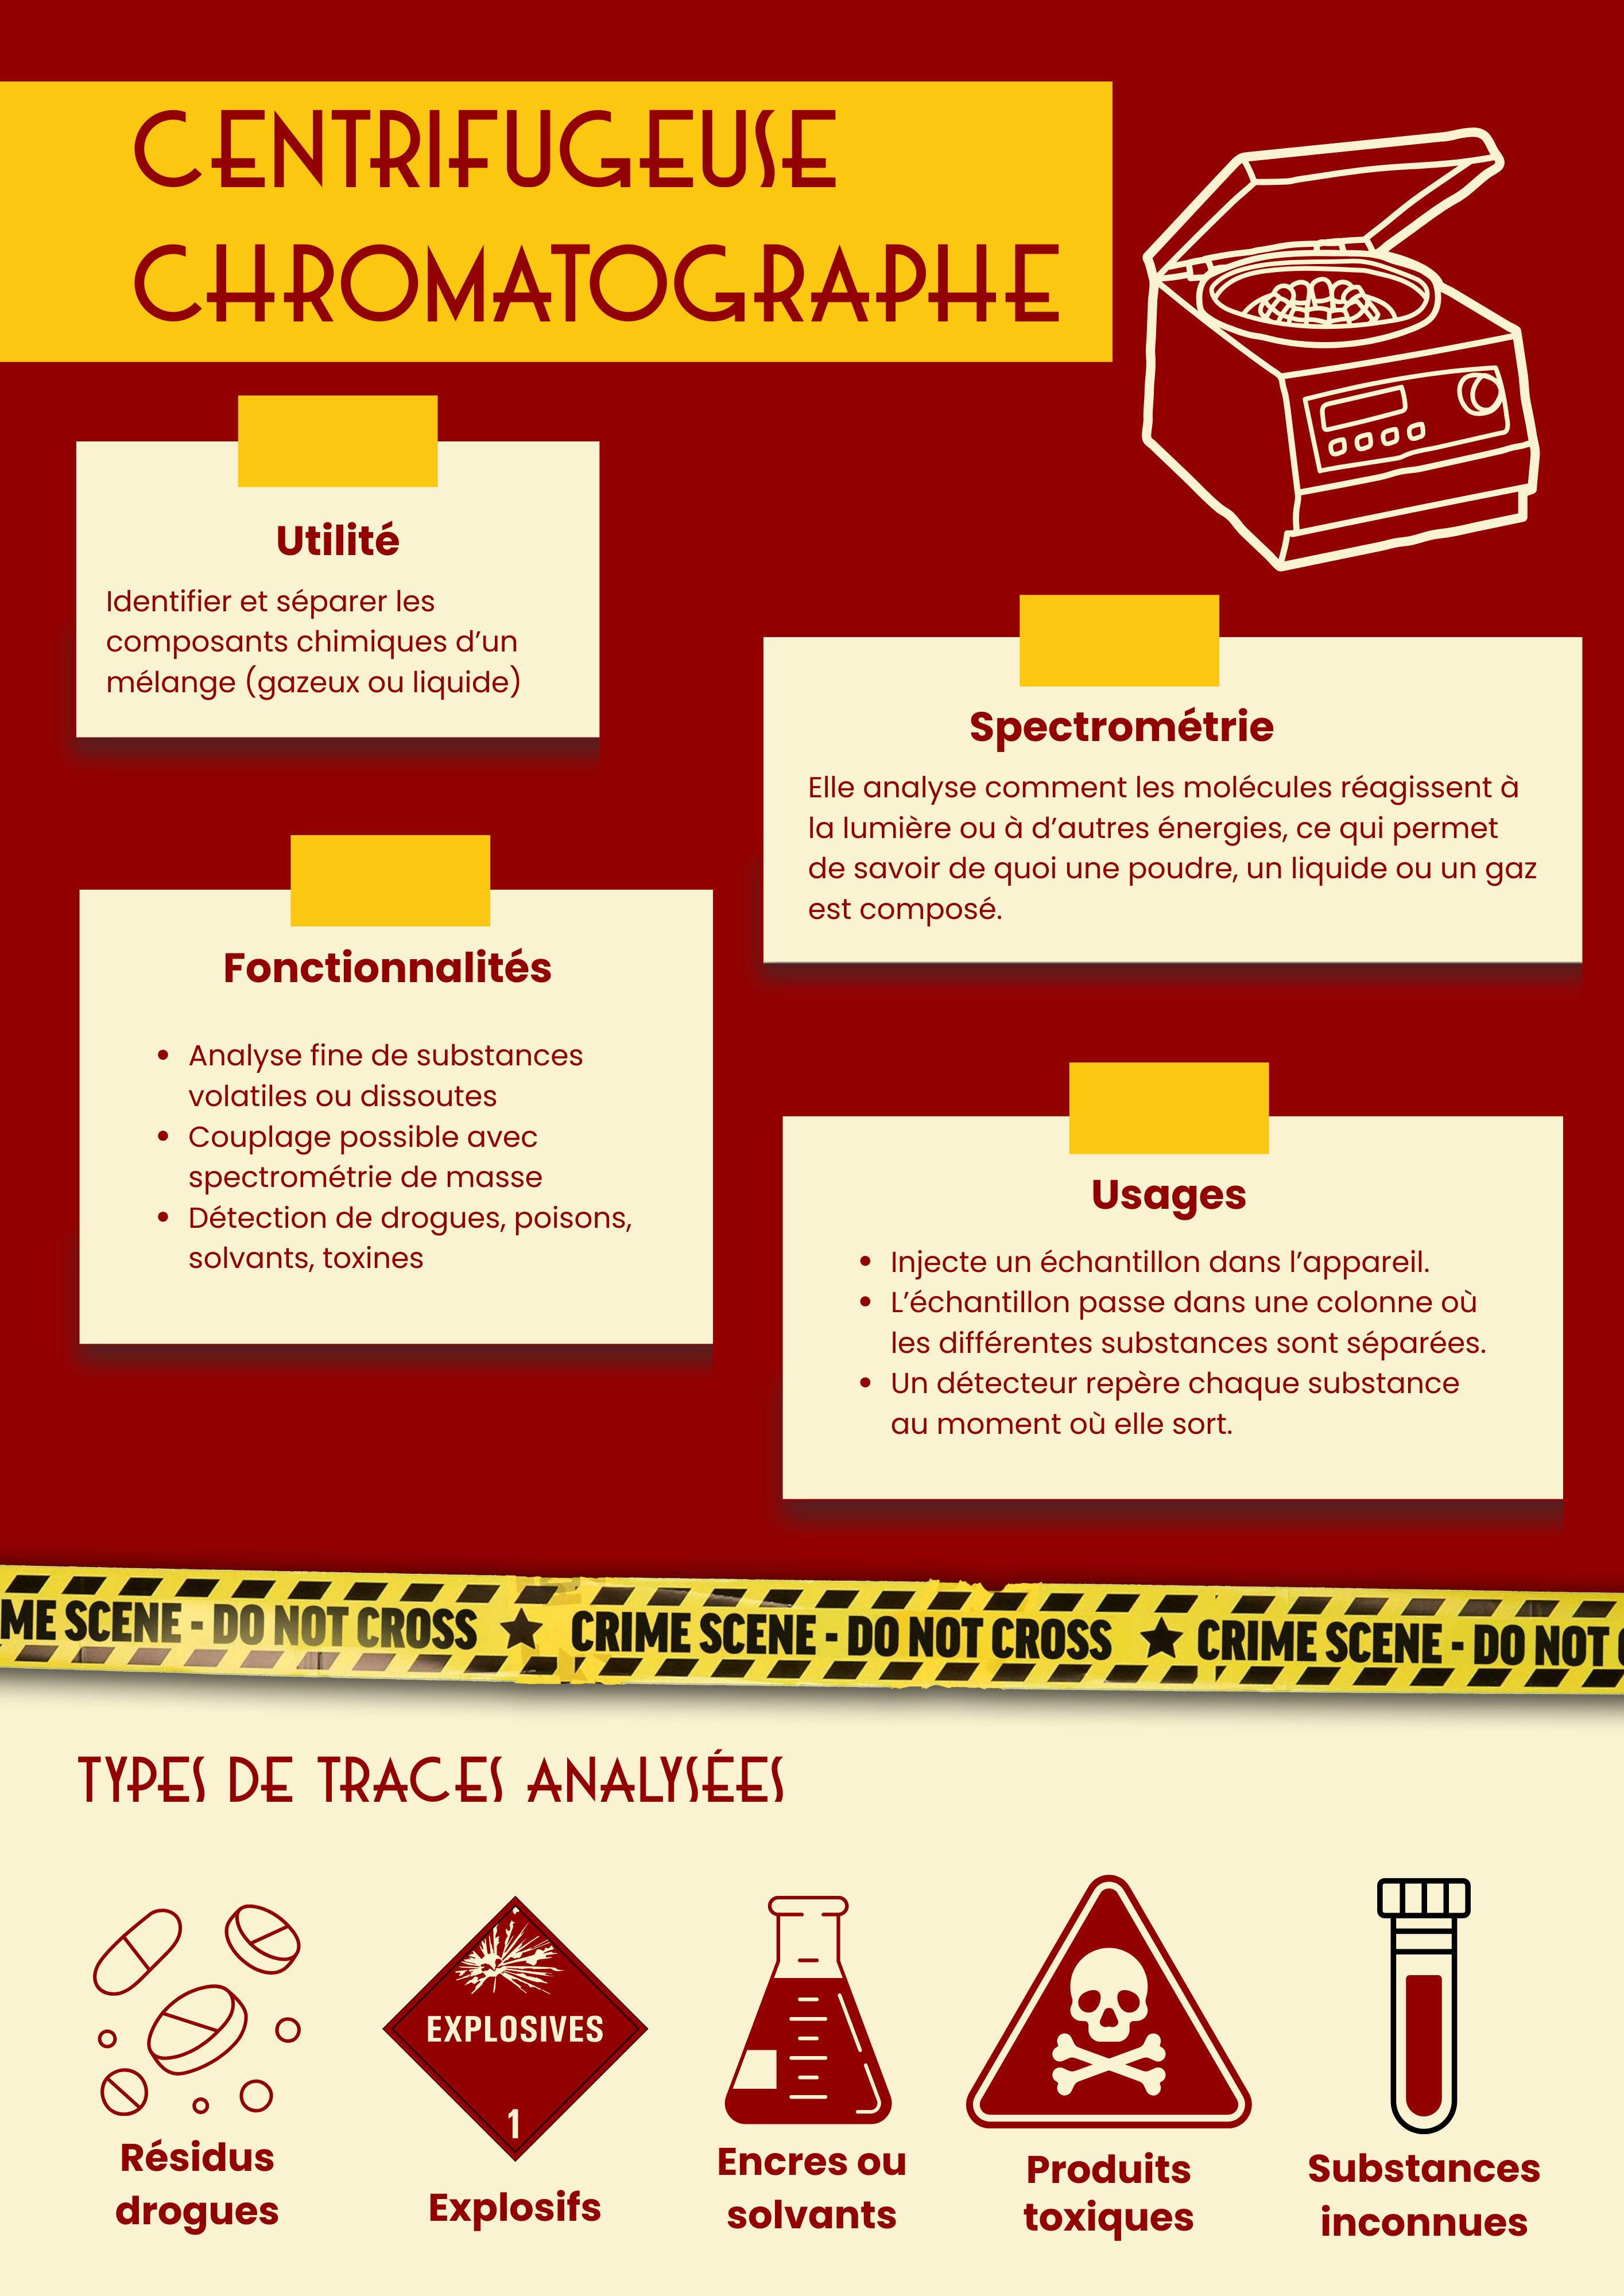 CENTRIFUGEUSE
CHROMATOGRAPHE
Utilité
Identifier et séparer les
composants chimiques d’un
mélange (gazeux ou liquide)
Spectrométrie
Elle analyse comment les molécules réagissent à
la lumière ou à d’autres énergies, ce qui permet
de savoir de quoi une poudre, un liquide ou un gaz
est composé.
Fonctionnalités
• Analyse fine de substances
volatiles ou dissoutes
• Couplage possible avec
spectrométrie de masse
• Détection de drogues, poisons,
solvants, toxines
Usages
• Injecte un échantillon dans l’appareil.
• L’échantillon passe dans une colonne où
les différentes substances sont séparées.
• Un détecteur repère chaque substance
au moment où elle sort.
ME SCENE - DO NOT CROSS ★ CRIME SCENE - DO NOT CROSS ★ CRIME SCENE - DO NOT C
TYPES DE TRACES ANALYSÉES
EXPLOSIVES
1
Résidus
drogues
Explosifs
Encres ou
solvants
Produits
toxiques
Substances
inconnues